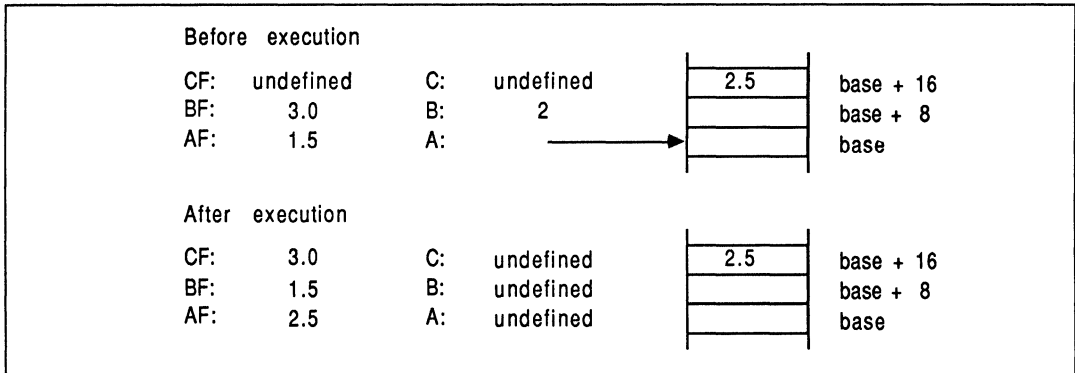 Before execution
CF: undefined C: undefined 2.5 base + 16
BF: 3.0 B: 2 base + 8
AF: 1.5 A: base
After execution
CF: 3.0 C: undefined 2.5 base + 16
BF: 1.5 B: undefined base + 8
AF: 2.5 A: undefined base